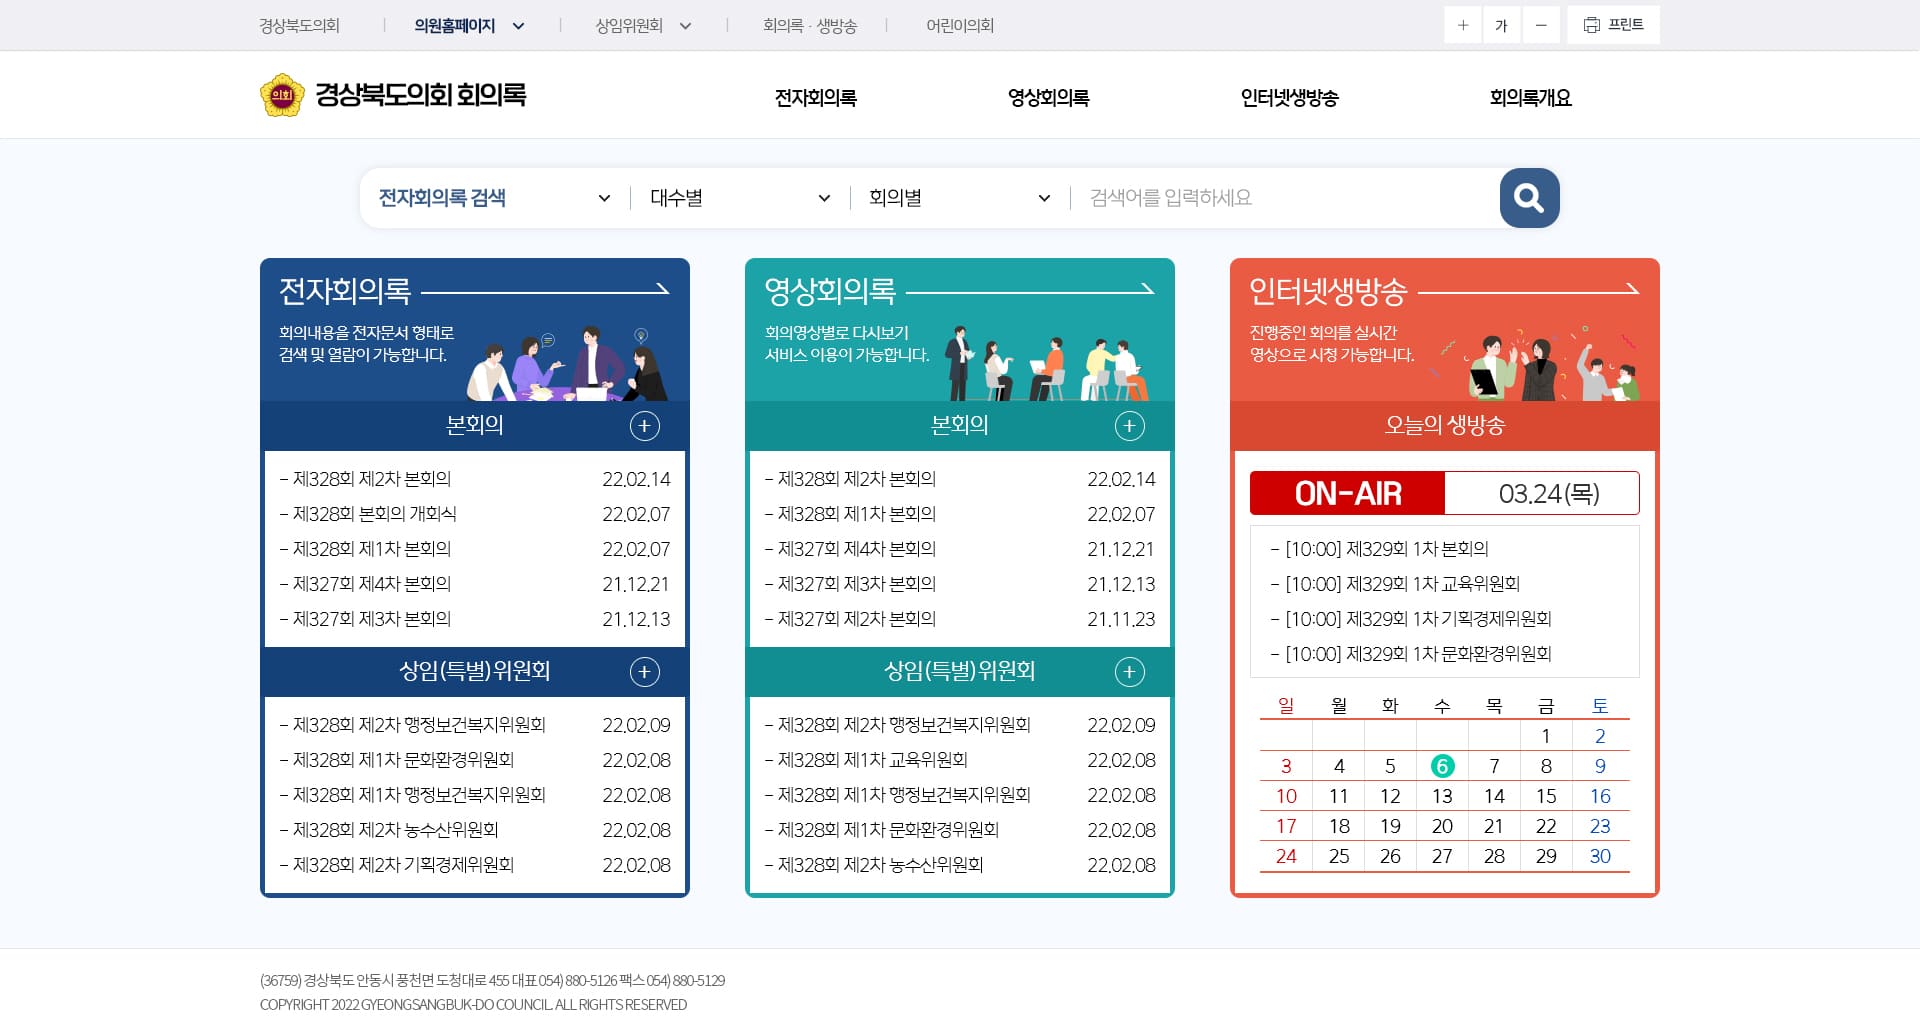 경상북도의회 의원홈페이지 상임위원회 회의록 · 생방송 어린이의회 + 가 − 프린트
의회 경상북도의회 회의록 전자회의록 영상회의록 인터넷생방송 회의록개요
전자회의록 검색 대수별 회의별 검색어를 입력하세요
전자회의록
회의내용을 전자문서 형태로
검색 및 열람이 가능합니다.
본회의 +
- 제328회 제2차 본회의 22.02.14
- 제328회 본회의 개회식 22.02.07
- 제328회 제1차 본회의 22.02.07
- 제327회 제4차 본회의 21.12.21
- 제327회 제3차 본회의 21.12.13
상임(특별)위원회 +
- 제328회 제2차 행정보건복지위원회 22.02.09
- 제328회 제1차 문화환경위원회 22.02.08
- 제328회 제1차 행정보건복지위원회 22.02.08
- 제328회 제2차 농수산위원회 22.02.08
- 제328회 제2차 기획경제위원회 22.02.08
영상회의록
회의영상별로 다시보기
서비스 이용이 가능합니다.
본회의 +
- 제328회 제2차 본회의 22.02.14
- 제328회 제1차 본회의 22.02.07
- 제327회 제4차 본회의 21.12.21
- 제327회 제3차 본회의 21.12.13
- 제327회 제2차 본회의 21.11.23
상임(특별)위원회 +
- 제328회 제2차 행정보건복지위원회 22.02.09
- 제328회 제1차 교육위원회 22.02.08
- 제328회 제1차 행정보건복지위원회 22.02.08
- 제328회 제1차 문화환경위원회 22.02.08
- 제328회 제2차 농수산위원회 22.02.08
인터넷생방송
진행중인 회의를 실시간
영상으로 시청 가능합니다.
오늘의 생방송
ON-AIR 03.24(목)
- [10:00] 제329회 1차 본회의
- [10:00] 제329회 1차 교육위원회
- [10:00] 제329회 1차 기획경제위원회
- [10:00] 제329회 1차 문화환경위원회
일 월 화 수 목 금 토
1 2
3 4 5 6 7 8 9
10 11 12 13 14 15 16
17 18 19 20 21 22 23
24 25 26 27 28 29 30
(36759) 경상북도 안동시 풍천면 도청대로 455 대표 054) 880-5126 팩스 054) 880-5129
COPYRIGHT 2022 GYEONGSANGBUK-DO COUNCIL. ALL RIGHTS RESERVED